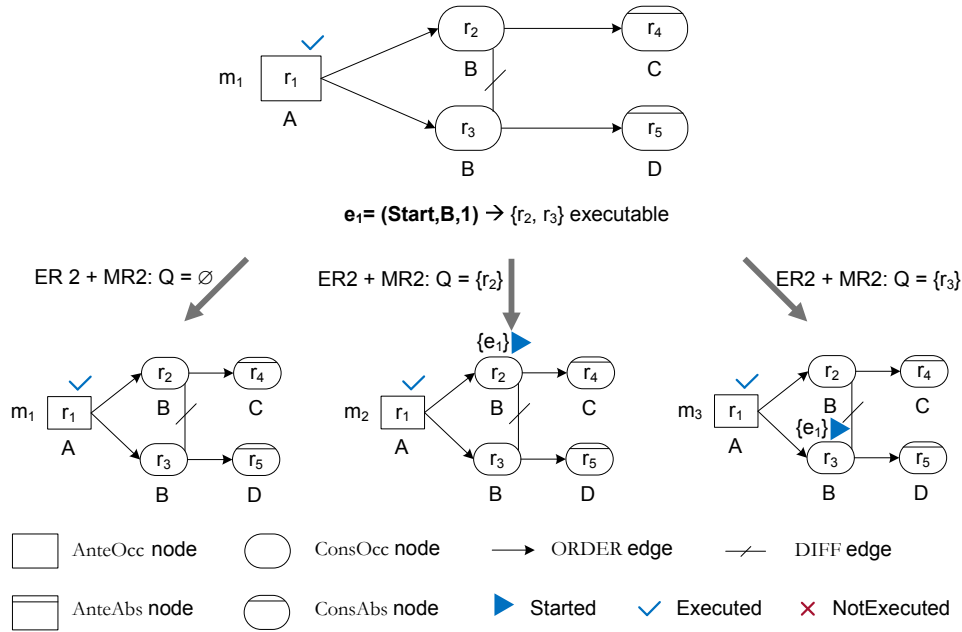 r2
r4
B
C
m1
r1
A
r3
r5
B
D
e1= (Start,B,1) → {r2, r3} executable
ER 2 + MR2: Q = ∅
ER2 + MR2: Q = {r2}
ER2 + MR2: Q = {r3}
m1
r1
A
r2
B
r4
C
r3
B
r5
D
{e1}
m2
r1
A
r2
B
r4
C
r3
B
r5
D
m3
r1
A
r2
B
r4
C
{e1}
r3
B
r5
D
AnteOcc node
ConsOcc node
ORDER edge
DIFF edge
AnteAbs node
ConsAbs node
Started
Executed
NotExecuted